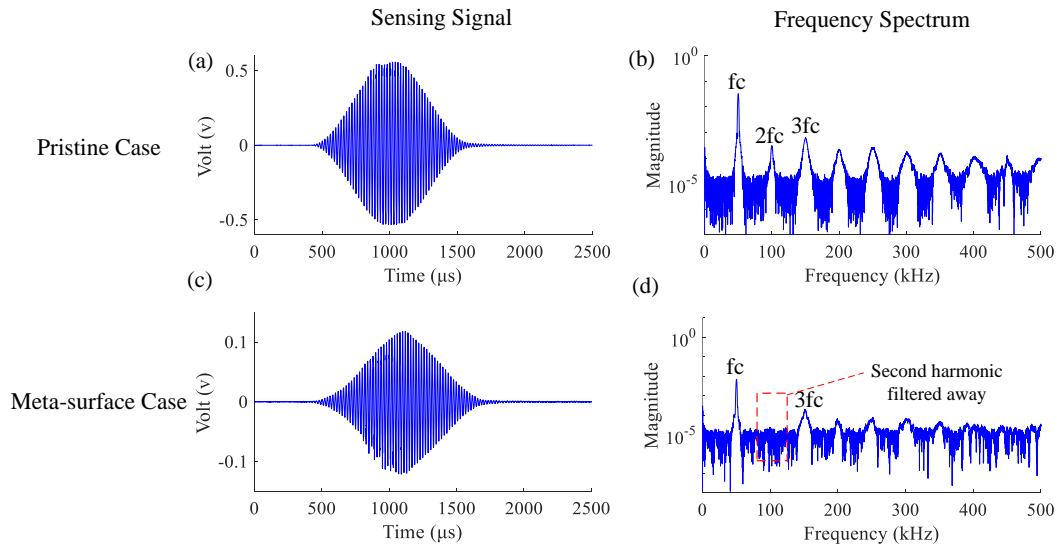 Sensing Signal
Frequency Spectrum
(a)
(b)
Pristine Case
0.5
0
-0.5
Volt (v)
0 500 1000 1500 2000 2500
Time (μs)
10^0
10^-5
Magnitude
fc
2fc
3fc
0 100 200 300 400 500
Frequency (kHz)
(c)
(d)
Meta-surface Case
0.1
0
-0.1
Volt (v)
0 500 1000 1500 2000 2500
Time (μs)
10^0
10^-5
Magnitude
fc
3fc
Second harmonic
filtered away
0 100 200 300 400 500
Frequency (kHz)